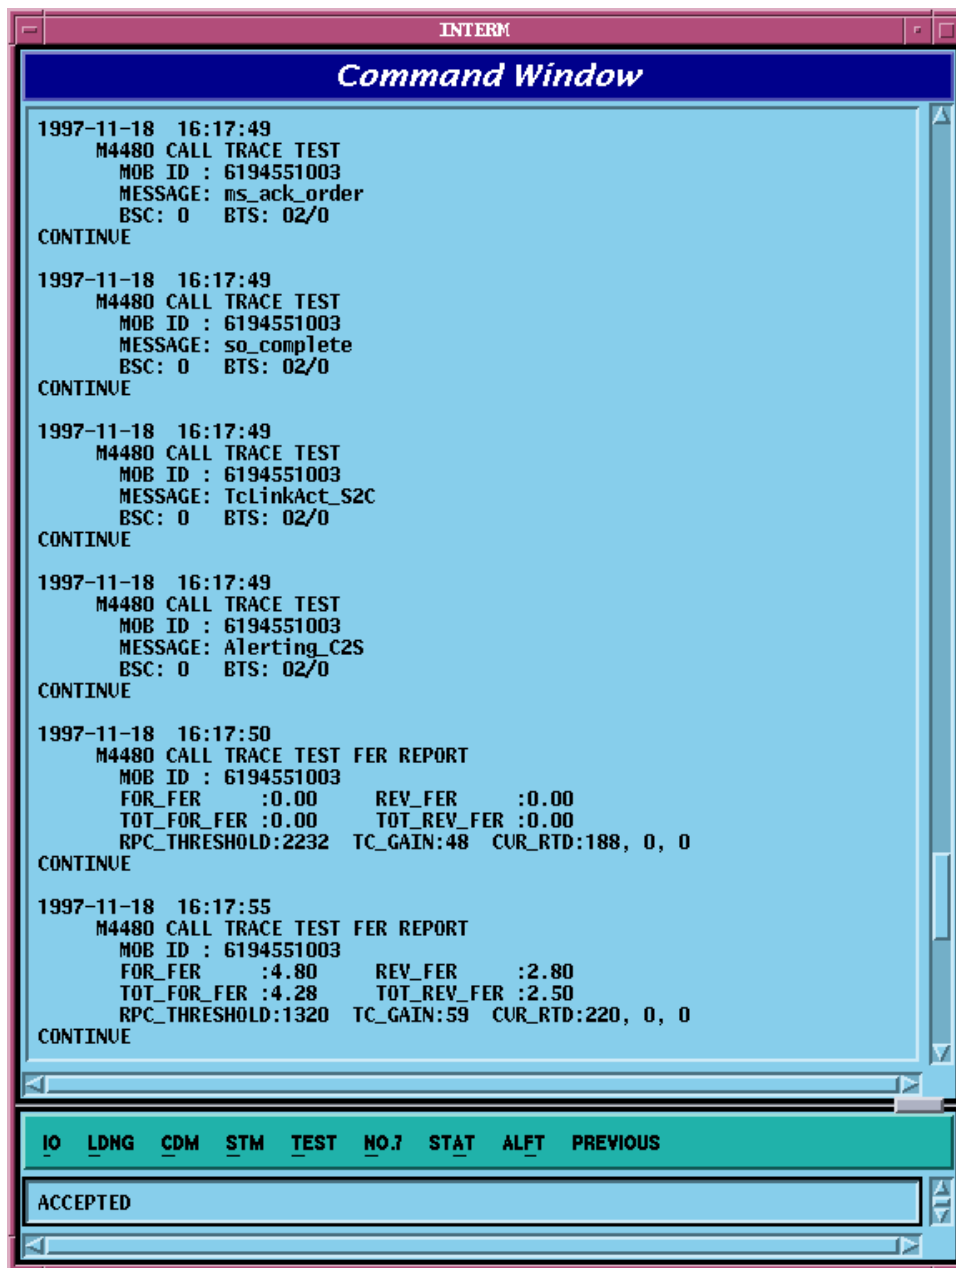 INTERM
Command Window
1997-11-18  16:17:49
M4480 CALL TRACE TEST
MOB ID : 6194551003
MESSAGE: ms_ack_order
BSC: 0   BTS: 02/0
CONTINUE
1997-11-18  16:17:49
M4480 CALL TRACE TEST
MOB ID : 6194551003
MESSAGE: so_complete
BSC: 0   BTS: 02/0
CONTINUE
1997-11-18  16:17:49
M4480 CALL TRACE TEST
MOB ID : 6194551003
MESSAGE: TcLinkAct_S2C
BSC: 0   BTS: 02/0
CONTINUE
1997-11-18  16:17:49
M4480 CALL TRACE TEST
MOB ID : 6194551003
MESSAGE: Alerting_C2S
BSC: 0   BTS: 02/0
CONTINUE
1997-11-18  16:17:50
M4480 CALL TRACE TEST FER REPORT
MOB ID : 6194551003
FOR_FER     :0.00     REV_FER     :0.00
TOT_FOR_FER :0.00     TOT_REV_FER :0.00
RPC_THRESHOLD:2232  TC_GAIN:48  CUR_RTD:188, 0, 0
CONTINUE
1997-11-18  16:17:55
M4480 CALL TRACE TEST FER REPORT
MOB ID : 6194551003
FOR_FER     :4.80     REV_FER     :2.80
TOT_FOR_FER :4.28     TOT_REV_FER :2.50
RPC_THRESHOLD:1320  TC_GAIN:59  CUR_RTD:220, 0, 0
CONTINUE
IO  LDNG  CDM  STM  TEST  NO.7  STAT  ALFT  PREVIOUS
ACCEPTED